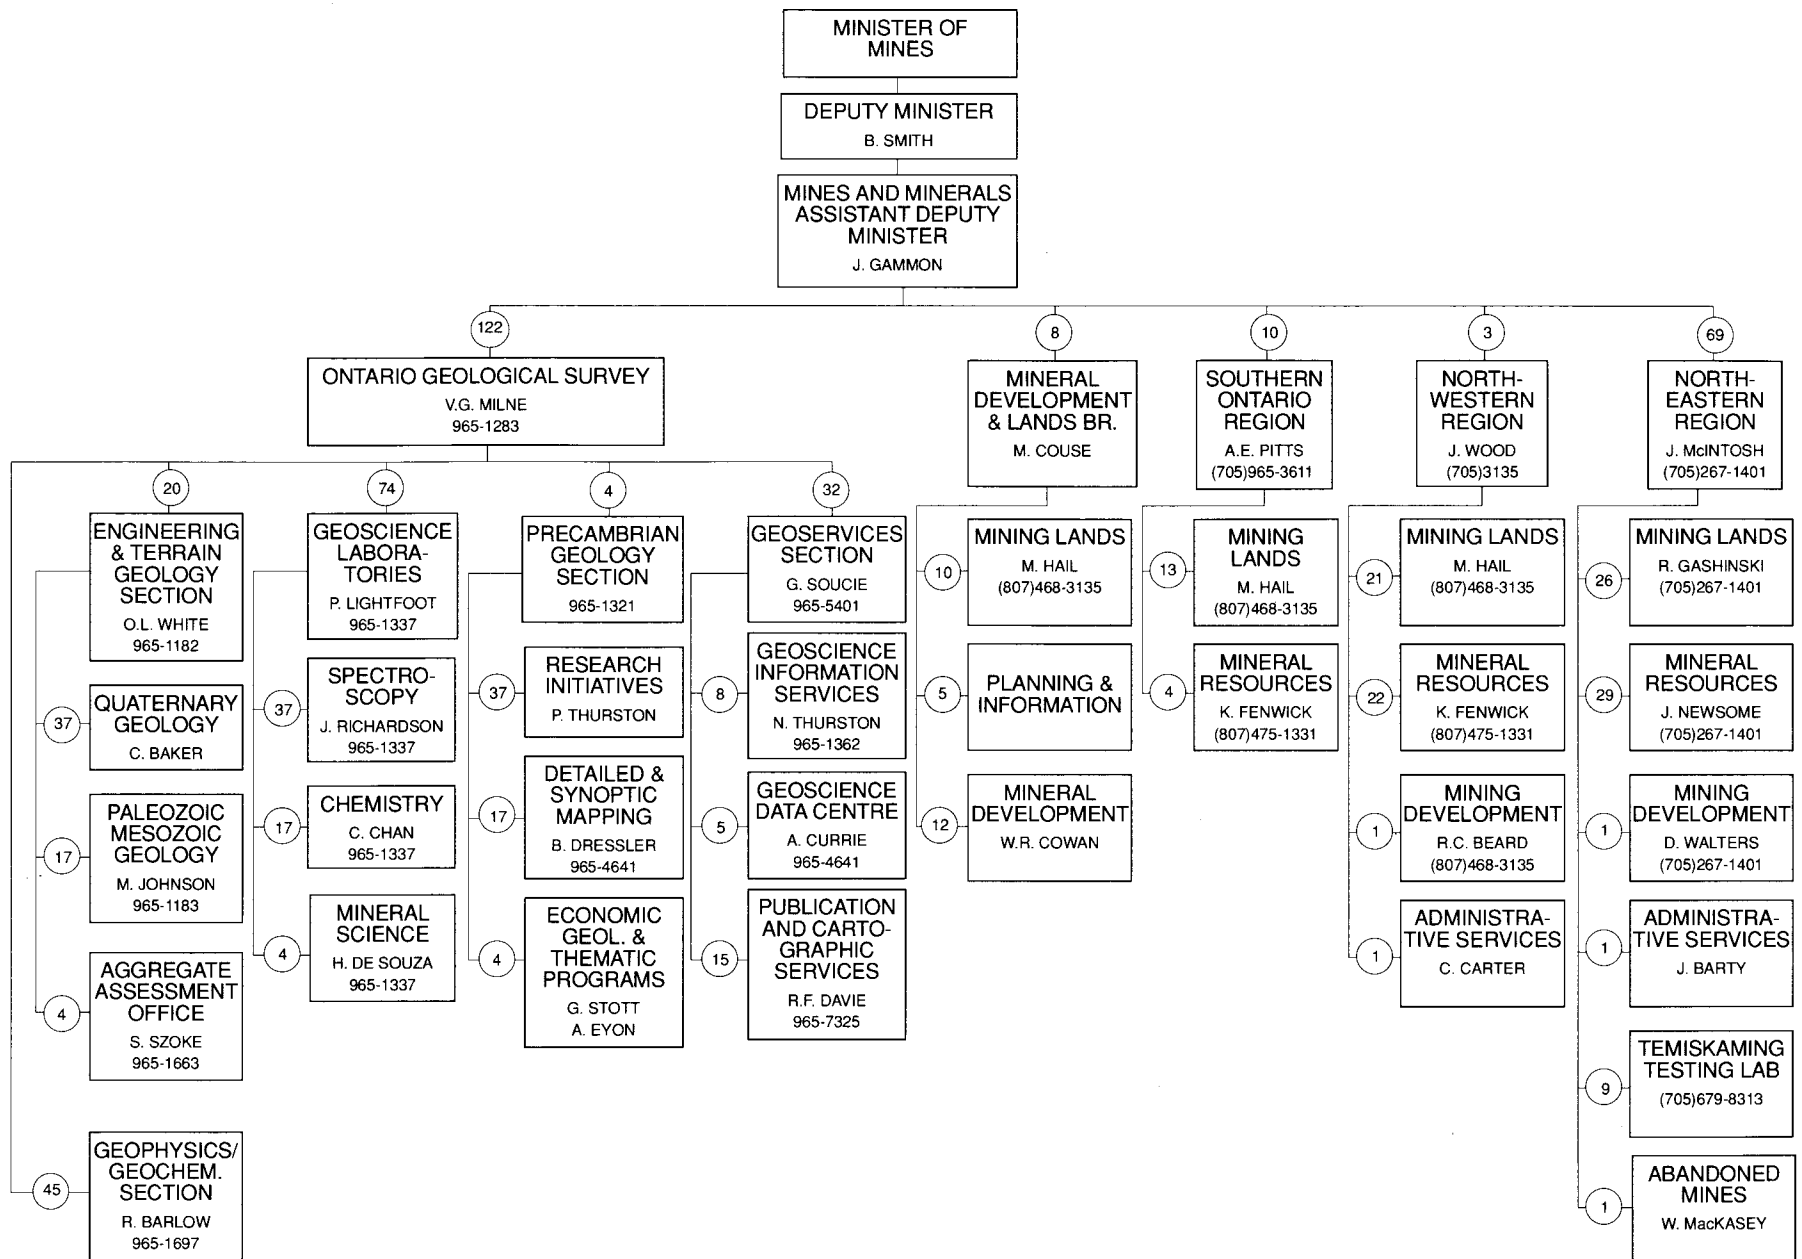 MINISTER OF
MINES
DEPUTY MINISTER
B. SMITH
MINES AND MINERALS
ASSISTANT DEPUTY
MINISTER
J. GAMMON
122
ONTARIO GEOLOGICAL SURVEY
V.G. MILNE
965-1283
8
MINERAL
DEVELOPMENT
& LANDS BR.
M. COUSE
10
SOUTHERN
ONTARIO
REGION
A.E. PITTS
(705)965-3611
3
NORTH-
WESTERN
REGION
J. WOOD
(705)3135
69
NORTH-
EASTERN
REGION
J. McINTOSH
(705)267-1401
20
ENGINEERING
& TERRAIN
GEOLOGY
SECTION
O.L. WHITE
965-1182
37
QUATERNARY
GEOLOGY
C. BAKER
17
PALEOZOIC
MESOZOIC
GEOLOGY
M. JOHNSON
965-1183
4
AGGREGATE
ASSESSMENT
OFFICE
S. SZOKE
965-1663
45
GEOPHYSICS/
GEOCHEM.
SECTION
R. BARLOW
965-1697
74
GEOSCIENCE
LABORA-
TORIES
P. LIGHTFOOT
965-1337
37
SPECTRO-
SCOPY
J. RICHARDSON
965-1337
17
CHEMISTRY
C. CHAN
965-1337
4
MINERAL
SCIENCE
H. DE SOUZA
965-1337
4
PRECAMBRIAN
GEOLOGY
SECTION
965-1321
37
RESEARCH
INITIATIVES
P. THURSTON
17
DETAILED &
SYNOPTIC
MAPPING
B. DRESSLER
965-4641
4
ECONOMIC
GEOL. &
THEMATIC
PROGRAMS
G. STOTT
A. EYON
32
GEOSERVICES
SECTION
G. SOUCIE
965-5401
8
GEOSCIENCE
INFORMATION
SERVICES
N. THURSTON
965-1362
5
GEOSCIENCE
DATA CENTRE
A. CURRIE
965-4641
15
PUBLICATION
AND CARTO-
GRAPHIC
SERVICES
R.F. DAVIE
965-7325
10
MINING LANDS
M. HAIL
(807)468-3135
5
PLANNING &
INFORMATION
12
MINERAL
DEVELOPMENT
W.R. COWAN
13
MINING
LANDS
M. HAIL
(807)468-3135
4
MINERAL
RESOURCES
K. FENWICK
(807)475-1331
21
MINING LANDS
M. HAIL
(807)468-3135
22
MINERAL
RESOURCES
K. FENWICK
(807)475-1331
1
MINING
DEVELOPMENT
R.C. BEARD
(807)468-3135
1
ADMINISTRA-
TIVE SERVICES
C. CARTER
26
MINING LANDS
R. GASHINSKI
(705)267-1401
29
MINERAL
RESOURCES
J. NEWSOME
(705)267-1401
1
MINING
DEVELOPMENT
D. WALTERS
(705)267-1401
1
ADMINISTRA-
TIVE SERVICES
J. BARTY
9
TEMISKAMING
TESTING LAB
(705)679-8313
1
ABANDONED
MINES
W. MacKASEY